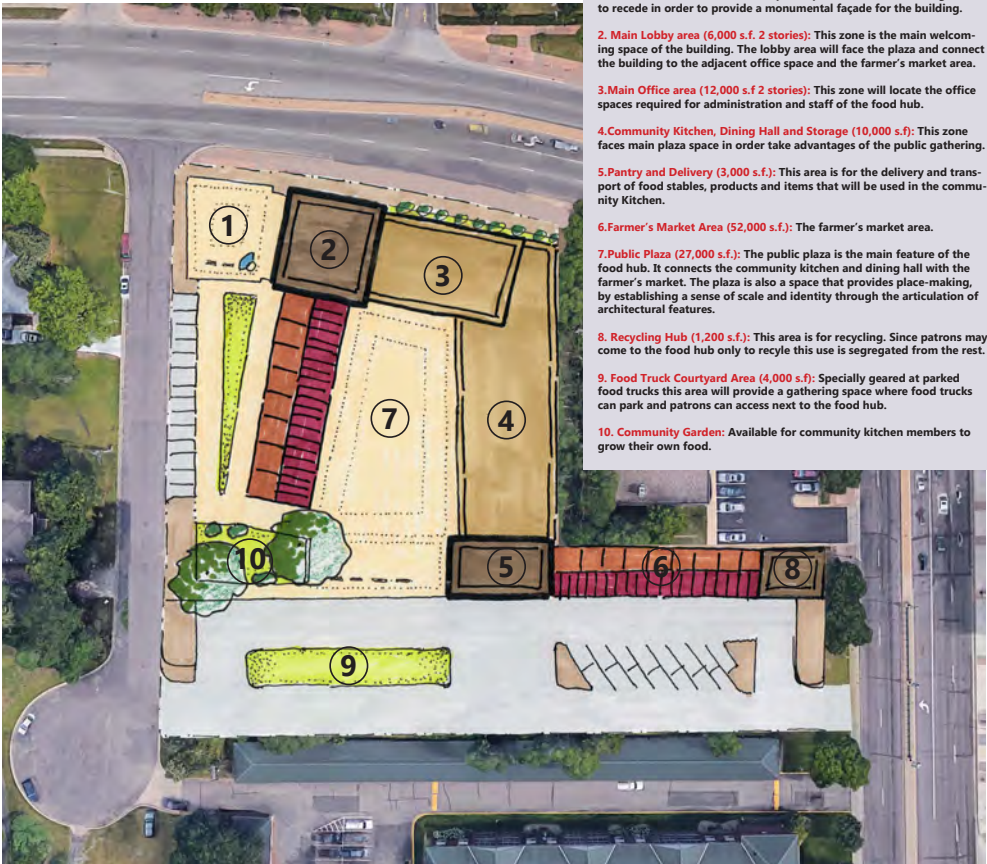 to recede in order to provide a monumental façade for the building.
2. Main Lobby area (6,000 s.f. 2 stories): This zone is the main welcom-
ing space of the building. The lobby area will face the plaza and connect
the building to the adjacent office space and the farmer's market area.
3.Main Office area (12,000 s.f 2 stories): This zone will locate the office
spaces required for administration and staff of the food hub.
4.Community Kitchen, Dining Hall and Storage (10,000 s.f): This zone
faces main plaza space in order take advantages of the public gathering.
5.Pantry and Delivery (3,000 s.f.): This area is for the delivery and trans-
port of food stables, products and items that will be used in the commu-
nity Kitchen.
6.Farmer's Market Area (52,000 s.f.): The farmer's market area.
7.Public Plaza (27,000 s.f.): The public plaza is the main feature of the
food hub. It connects the community kitchen and dining hall with the
farmer's market. The plaza is also a space that provides place-making,
by establishing a sense of scale and identity through the articulation of
architectural features.
8. Recycling Hub (1,200 s.f.): This area is for recycling. Since patrons may
come to the food hub only to recyle this use is segregated from the rest.
9. Food Truck Courtyard Area (4,000 s.f): Specially geared at parked
food trucks this area will provide a gathering space where food trucks
can park and patrons can access next to the food hub.
10. Community Garden: Available for community kitchen members to
grow their own food.
1
2
3
7
4
10
5
6
8
9